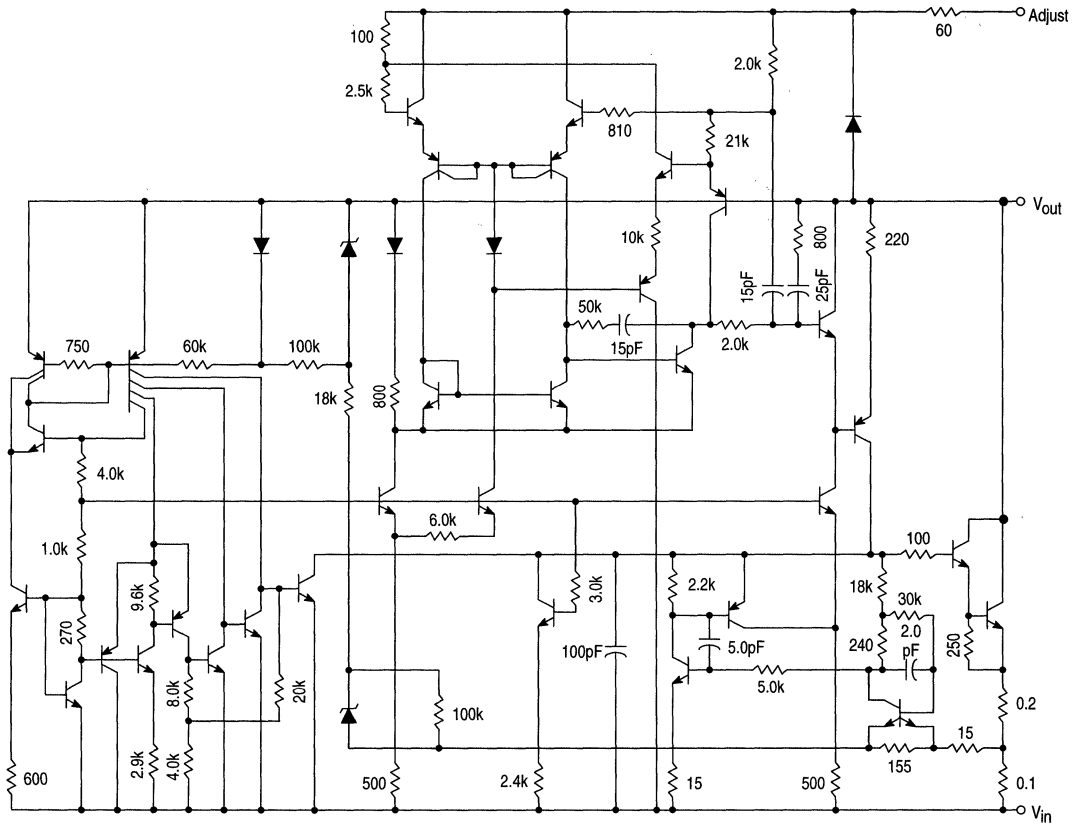 Adjust
100
60
2.0k
2.5k
810
21k
Vout
10k
800
220
15pF
25pF
50k
15pF
2.0k
750
60k
100k
18k
800
4.0k
6.0k
1.0k
100
9.6k
3.0k
2.2k
18k
30k
270
240
2.0
pF
250
100pF
5.0pF
8.0k
20k
5.0k
100k
0.2
15
155
600
2.9k
4.0k
500
2.4k
15
500
0.1
Vin